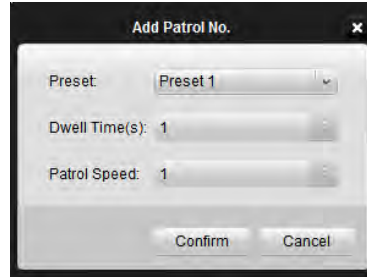 Add Patrol No.
Preset: Preset 1
Dwell Time(s): 1
Patrol Speed: 1
Confirm Cancel